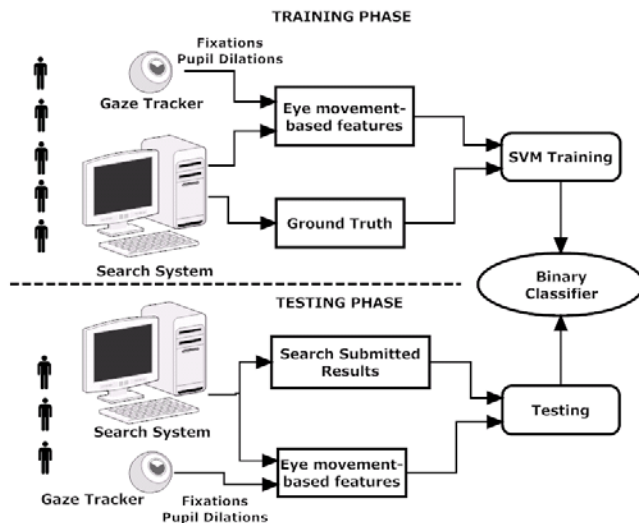 TRAINING PHASE
Fixations
Pupil Dilations
Gaze Tracker
Eye movement-
based features
SVM Training
Ground Truth
Search System
Binary
Classifier
TESTING PHASE
Search Submitted
Results
Testing
Search System
Eye movement-
based features
Gaze Tracker
Fixations
Pupil Dilations